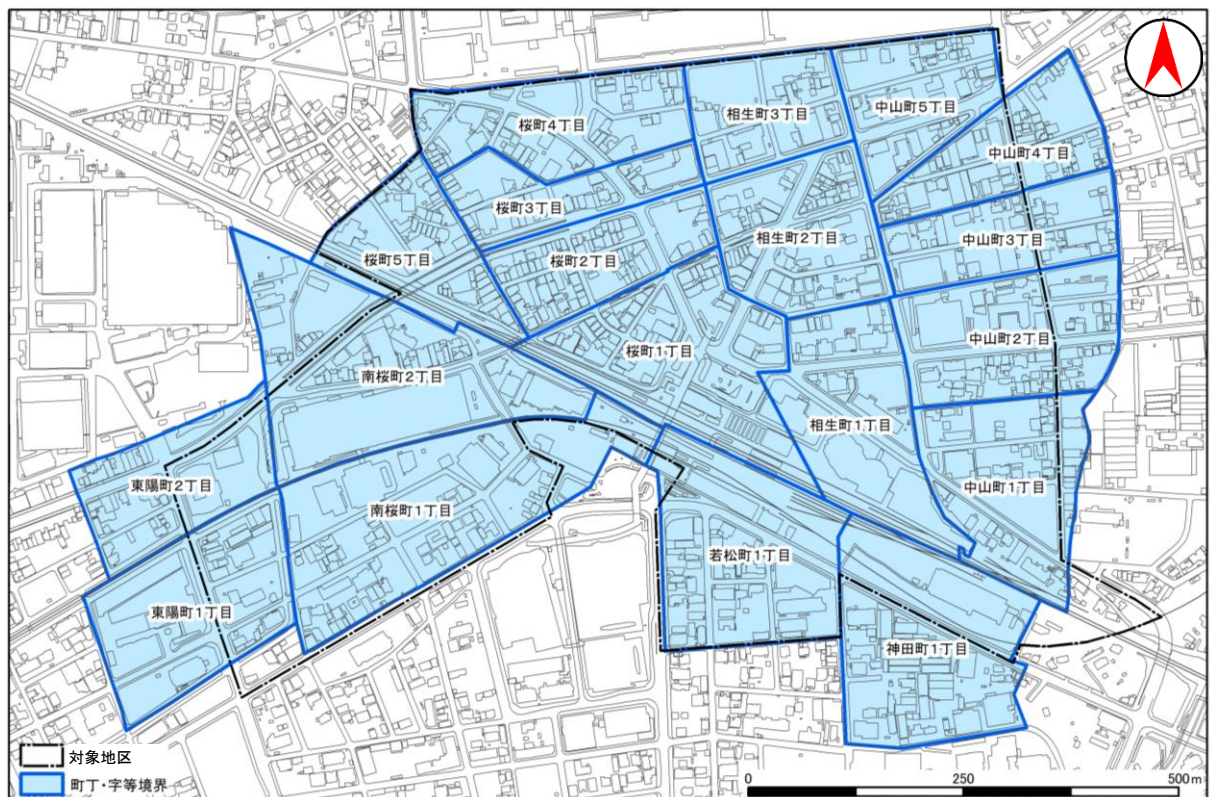 中山町5丁目
相生町3丁目
桜町4丁目
中山町4丁目
桜町3丁目
相生町2丁目
中山町3丁目
桜町5丁目
桜町2丁目
中山町2丁目
桜町1丁目
南桜町2丁目
相生町1丁目
東陽町2丁目
中山町1丁目
南桜町1丁目
若松町1丁目
東陽町1丁目
神田町1丁目
対象地区
町丁・字等境界
0 250 500m